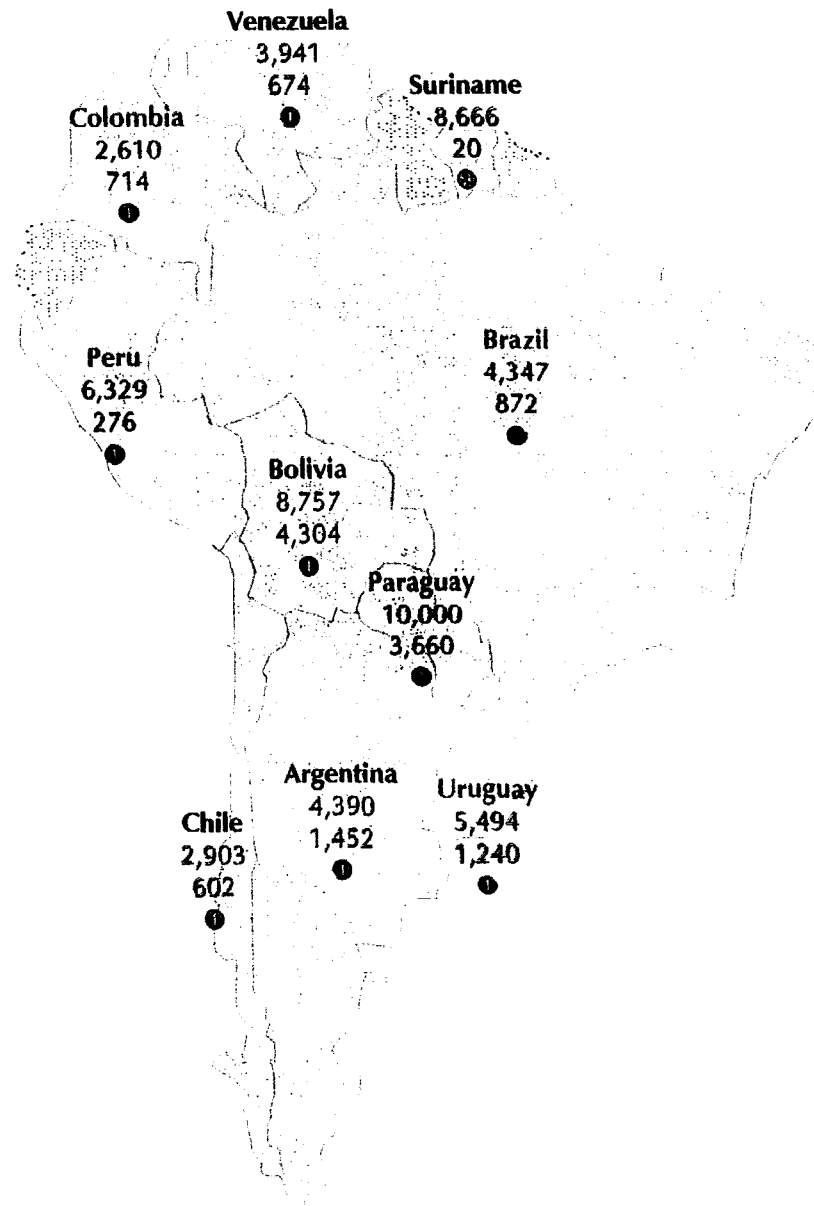 Venezuela
3,941
674
Suriname
8,666
20
Colombia
2,610
714
Peru
6,329
276
Brazil
4,347
872
Bolivia
8,757
4,304
Paraguay
10,000
3,660
Argentina
4,390
1,452
Uruguay
5,494
1,240
Chile
2,903
602